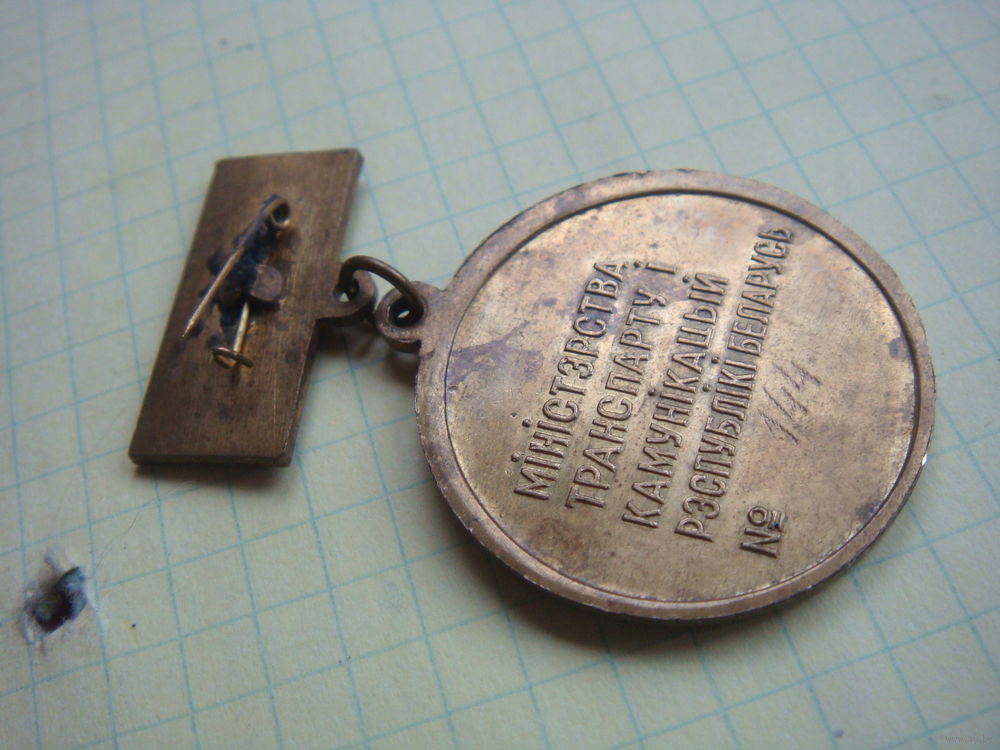 МІНІСТЭРСТВА
ТРАНСПАРТУ І
КАМУНІКАЦЫЙ
РЭСПУБЛІКІ БЕЛАРУСЬ
№ 144